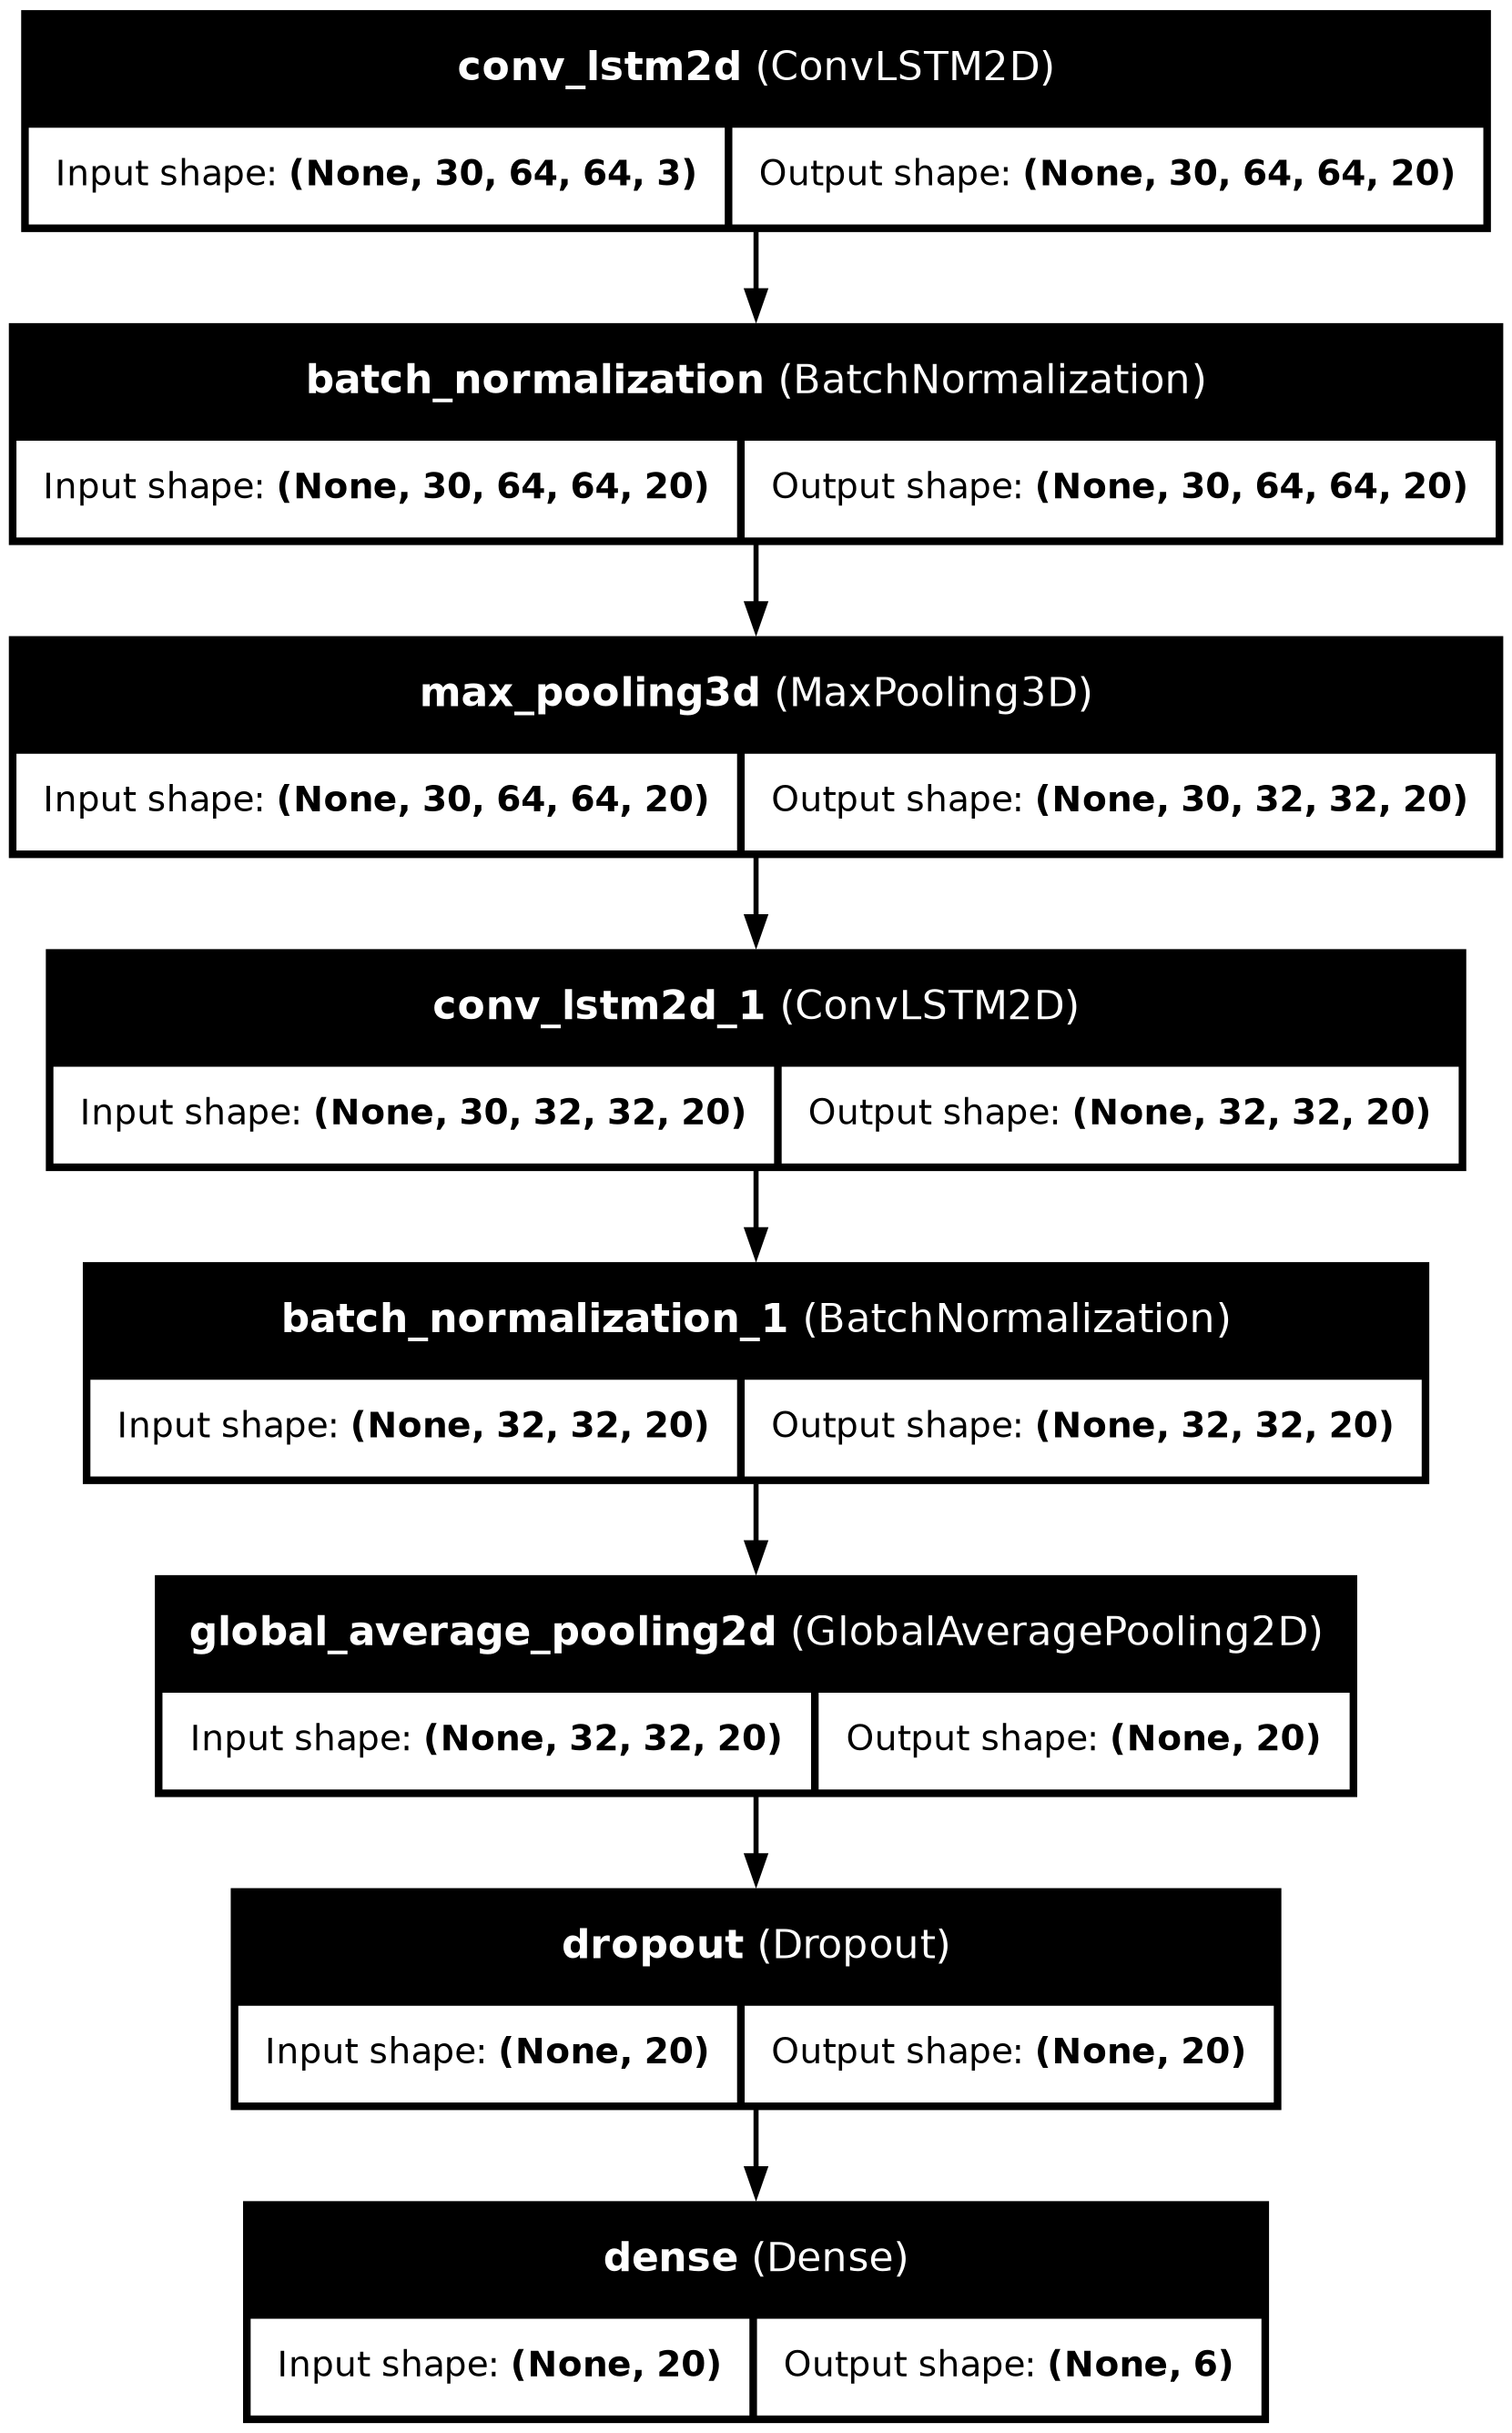 conv_lstm2d (ConvLSTM2D)
Input shape: (None, 30, 64, 64, 3) Output shape: (None, 30, 64, 64, 20)
batch_normalization (BatchNormalization)
Input shape: (None, 30, 64, 64, 20) Output shape: (None, 30, 64, 64, 20)
max_pooling3d (MaxPooling3D)
Input shape: (None, 30, 64, 64, 20) Output shape: (None, 30, 32, 32, 20)
conv_lstm2d_1 (ConvLSTM2D)
Input shape: (None, 30, 32, 32, 20) Output shape: (None, 32, 32, 20)
batch_normalization_1 (BatchNormalization)
Input shape: (None, 32, 32, 20) Output shape: (None, 32, 32, 20)
global_average_pooling2d (GlobalAveragePooling2D)
Input shape: (None, 32, 32, 20) Output shape: (None, 20)
dropout (Dropout)
Input shape: (None, 20) Output shape: (None, 20)
dense (Dense)
Input shape: (None, 20) Output shape: (None, 6)